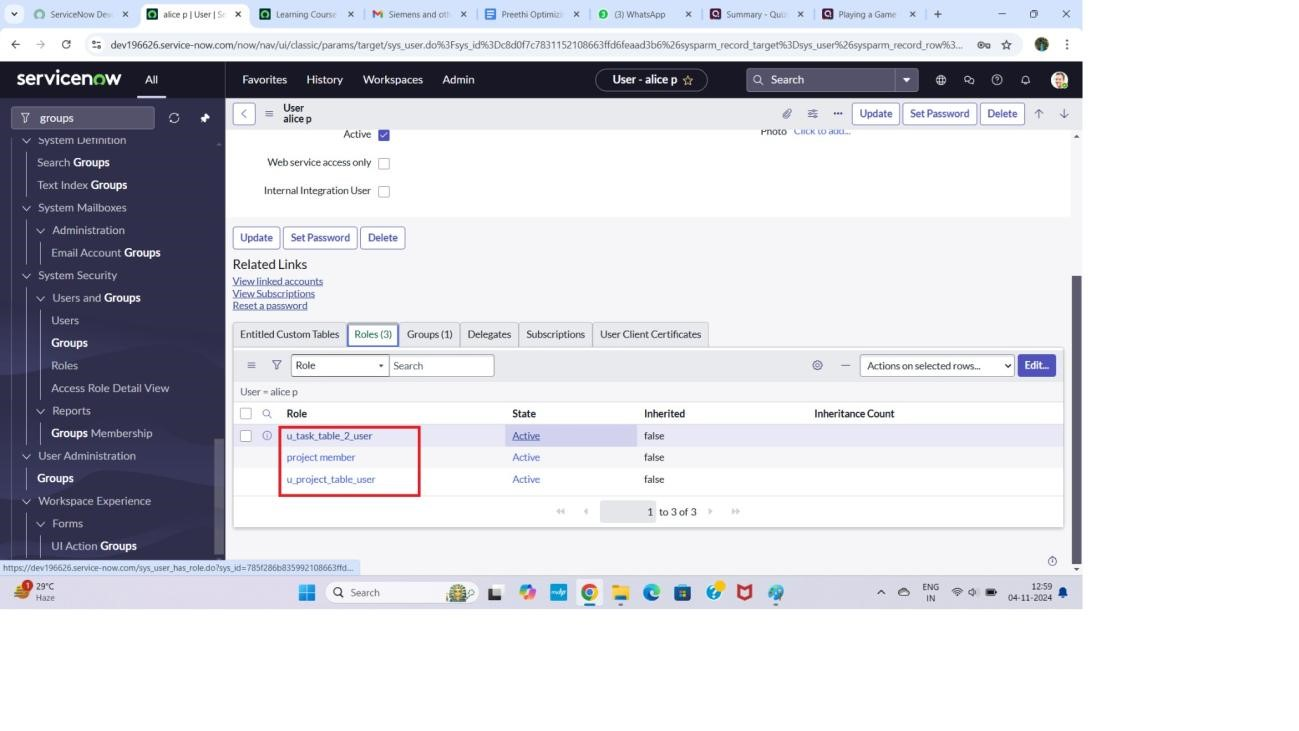 ServiceNow Dev
alice p | User | Se
Learning Course
Siemens and oth
Preethi Optimizi
(3) WhatsApp
Summary - Quiz
Playing a Game
dev196626.service-now.com/now/nav/ui/classic/params/target/sys_user.do%3Fsys_id%3Dc8d0f7c7831152108663ffd6feaad3b6%26sysparm_record_target%3Dsys_user%26sysparm_record_row%3...
servicenow
All
Favorites
History
Workspaces
Admin
User - alice p
Search
groups
System Definition
Search Groups
Text Index Groups
System Mailboxes
Administration
Email Account Groups
System Security
Users and Groups
Users
Groups
Roles
Access Role Detail View
Reports
Groups Membership
User Administration
Groups
Workspace Experience
Forms
UI Action Groups
User
alice p
Update
Set Password
Delete
Active
Photo Click to add...
Web service access only
Internal Integration User
Update
Set Password
Delete
Related Links
View linked accounts
View Subscriptions
Reset a password
Entitled Custom Tables
Roles (3)
Groups (1)
Delegates
Subscriptions
User Client Certificates
Role
Search
Actions on selected rows...
Edit...
User = alice p
Role State Inherited Inheritance Count
u_task_table_2_user Active false
project member Active false
u_project_table_user Active false
1 to 3 of 3
https://dev196626.service-now.com/sys_user_has_role.do?sys_id=785f286b835992108663ffd...
1
29°C
Haze
Search
ENG
IN
12:59
04-11-2024